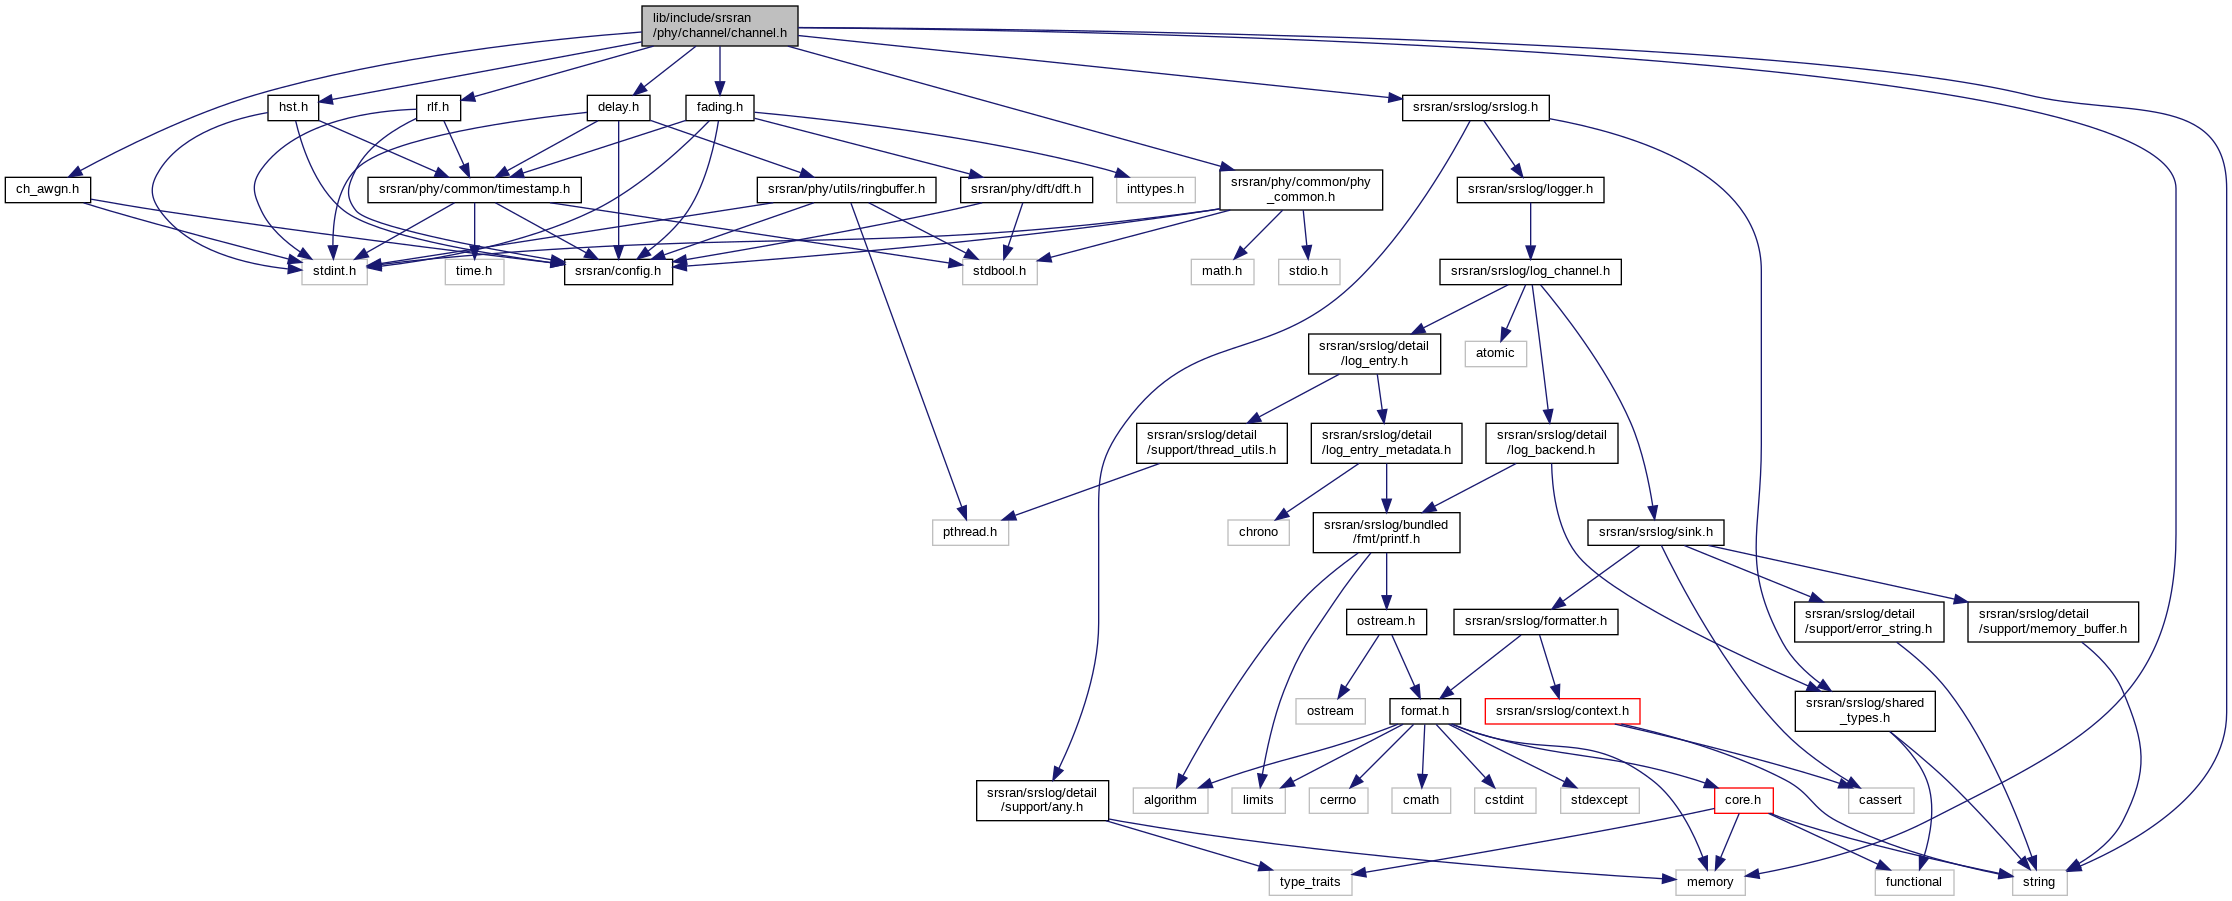 lib/include/srsran
/phy/channel/channel.h
hst.h
rlf.h
delay.h
fading.h
srsran/srslog/srslog.h
ch_awgn.h
srsran/phy/common/timestamp.h
srsran/phy/utils/ringbuffer.h
srsran/phy/dft/dft.h
inttypes.h
srsran/phy/common/phy
_common.h
srsran/srslog/logger.h
stdint.h
time.h
srsran/config.h
stdbool.h
math.h
stdio.h
srsran/srslog/log_channel.h
srsran/srslog/detail
/log_entry.h
atomic
srsran/srslog/detail
/support/thread_utils.h
srsran/srslog/detail
/log_entry_metadata.h
srsran/srslog/detail
/log_backend.h
pthread.h
chrono
srsran/srslog/bundled
/fmt/printf.h
srsran/srslog/sink.h
ostream.h
srsran/srslog/formatter.h
srsran/srslog/detail
/support/error_string.h
srsran/srslog/detail
/support/memory_buffer.h
ostream
format.h
srsran/srslog/context.h
srsran/srslog/shared
_types.h
srsran/srslog/detail
/support/any.h
algorithm
limits
cerrno
cmath
cstdint
stdexcept
core.h
cassert
type_traits
memory
functional
string